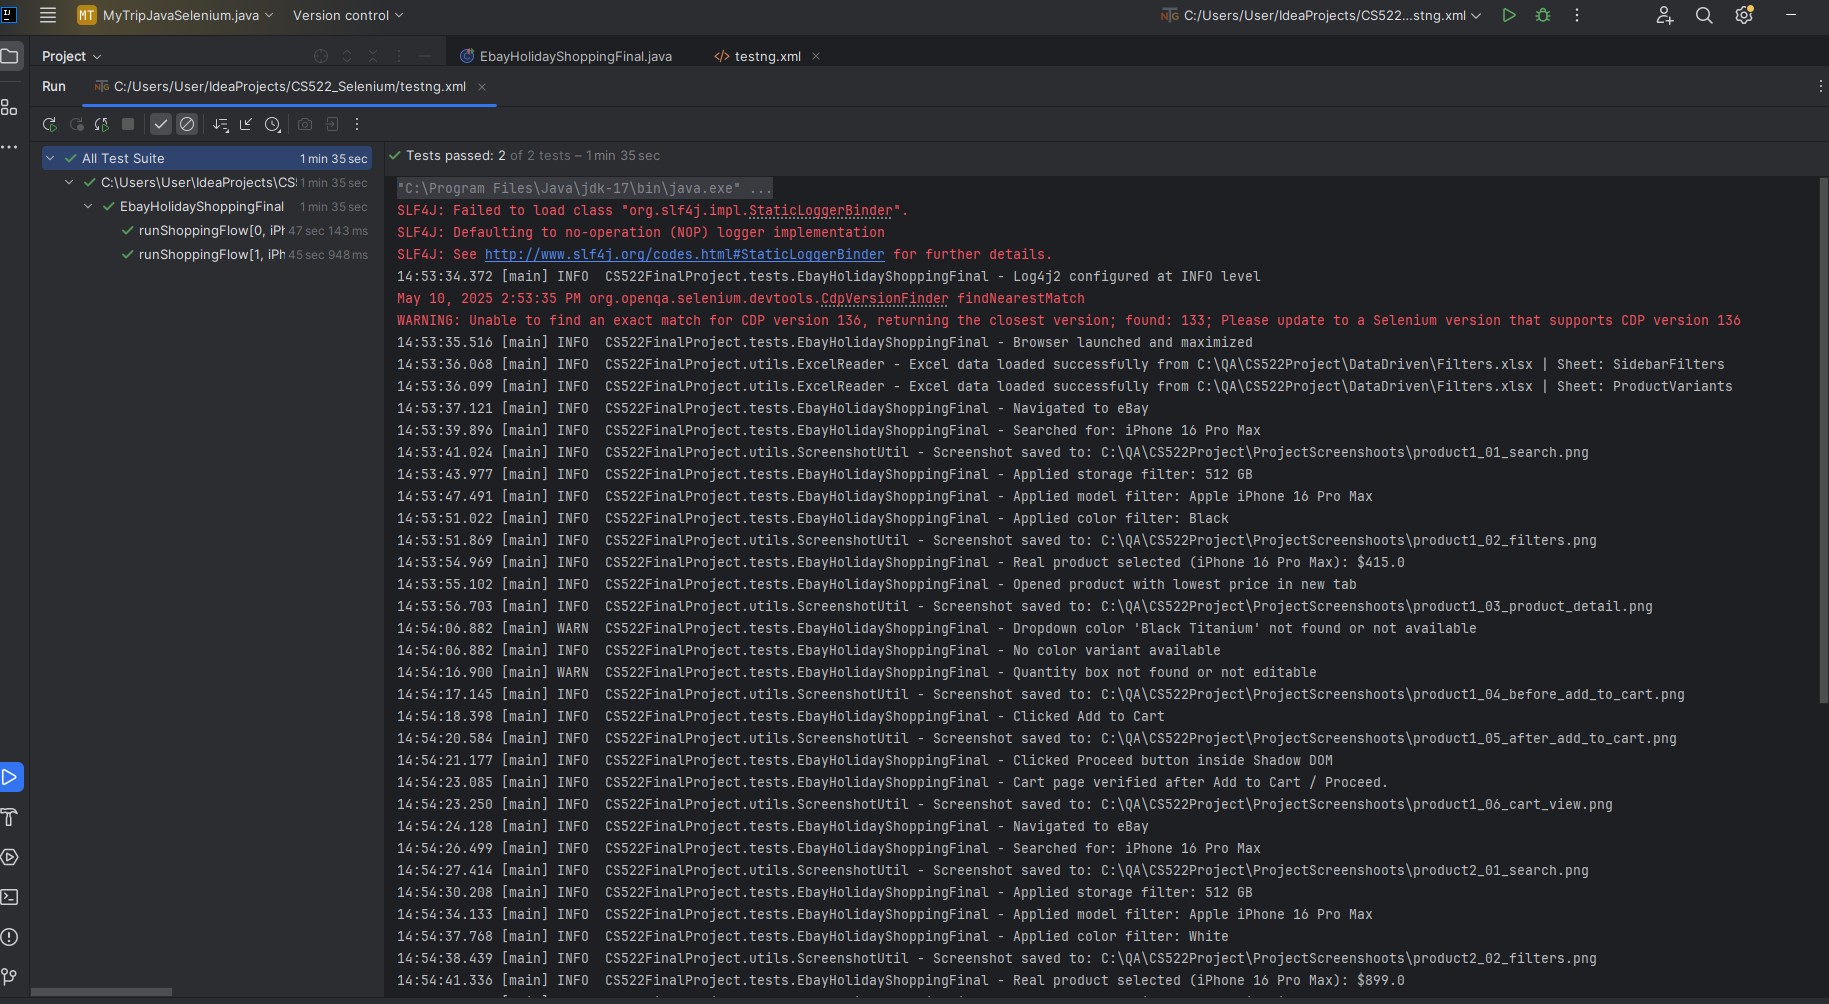 MT MyTripJavaSelenium.java Version control C:/Users/User/IdeaProjects/CS522...stng.xml
Project EbayHolidayShoppingFinal.java testng.xml
Run C:/Users/User/IdeaProjects/CS522_Selenium/testng.xml
All Test Suite 1 min 35 sec
C:\Users\User\IdeaProjects\CS! 1 min 35 sec
EbayHolidayShoppingFinal 1 min 35 sec
runShoppingFlow[0, iPh 47 sec 143 ms
runShoppingFlow[1, iPh 45 sec 948 ms
Tests passed: 2 of 2 tests – 1 min 35 sec
"C:\Program Files\Java\jdk-17\bin\java.exe" ...
SLF4J: Failed to load class "org.slf4j.impl.StaticLoggerBinder".
SLF4J: Defaulting to no-operation (NOP) logger implementation
SLF4J: See http://www.slf4j.org/codes.html#StaticLoggerBinder for further details.
14:53:34.372 [main] INFO  CS522FinalProject.tests.EbayHolidayShoppingFinal - Log4j2 configured at INFO level
May 10, 2025 2:53:35 PM org.openqa.selenium.devtools.CdpVersionFinder findNearestMatch
WARNING: Unable to find an exact match for CDP version 136, returning the closest version; found: 133; Please update to a Selenium version that supports CDP version 136
14:53:35.516 [main] INFO  CS522FinalProject.tests.EbayHolidayShoppingFinal - Browser launched and maximized
14:53:36.068 [main] INFO  CS522FinalProject.utils.ExcelReader - Excel data loaded successfully from C:\QA\CS522Project\DataDriven\Filters.xlsx | Sheet: SidebarFilters
14:53:36.099 [main] INFO  CS522FinalProject.utils.ExcelReader - Excel data loaded successfully from C:\QA\CS522Project\DataDriven\Filters.xlsx | Sheet: ProductVariants
14:53:37.121 [main] INFO  CS522FinalProject.tests.EbayHolidayShoppingFinal - Navigated to eBay
14:53:39.896 [main] INFO  CS522FinalProject.tests.EbayHolidayShoppingFinal - Searched for: iPhone 16 Pro Max
14:53:41.024 [main] INFO  CS522FinalProject.utils.ScreenshotUtil - Screenshot saved to: C:\QA\CS522Project\ProjectScreenshoots\product1_01_search.png
14:53:43.977 [main] INFO  CS522FinalProject.tests.EbayHolidayShoppingFinal - Applied storage filter: 512 GB
14:53:47.491 [main] INFO  CS522FinalProject.tests.EbayHolidayShoppingFinal - Applied model filter: Apple iPhone 16 Pro Max
14:53:51.022 [main] INFO  CS522FinalProject.tests.EbayHolidayShoppingFinal - Applied color filter: Black
14:53:51.869 [main] INFO  CS522FinalProject.utils.ScreenshotUtil - Screenshot saved to: C:\QA\CS522Project\ProjectScreenshoots\product1_02_filters.png
14:53:54.969 [main] INFO  CS522FinalProject.tests.EbayHolidayShoppingFinal - Real product selected (iPhone 16 Pro Max): $415.0
14:53:55.102 [main] INFO  CS522FinalProject.tests.EbayHolidayShoppingFinal - Opened product with lowest price in new tab
14:53:56.703 [main] INFO  CS522FinalProject.utils.ScreenshotUtil - Screenshot saved to: C:\QA\CS522Project\ProjectScreenshoots\product1_03_product_detail.png
14:54:06.882 [main] WARN  CS522FinalProject.tests.EbayHolidayShoppingFinal - Dropdown color 'Black Titanium' not found or not available
14:54:06.882 [main] INFO  CS522FinalProject.tests.EbayHolidayShoppingFinal - No color variant available
14:54:16.900 [main] WARN  CS522FinalProject.tests.EbayHolidayShoppingFinal - Quantity box not found or not editable
14:54:17.145 [main] INFO  CS522FinalProject.utils.ScreenshotUtil - Screenshot saved to: C:\QA\CS522Project\ProjectScreenshoots\product1_04_before_add_to_cart.png
14:54:18.398 [main] INFO  CS522FinalProject.tests.EbayHolidayShoppingFinal - Clicked Add to Cart
14:54:20.584 [main] INFO  CS522FinalProject.utils.ScreenshotUtil - Screenshot saved to: C:\QA\CS522Project\ProjectScreenshoots\product1_05_after_add_to_cart.png
14:54:21.177 [main] INFO  CS522FinalProject.tests.EbayHolidayShoppingFinal - Clicked Proceed button inside Shadow DOM
14:54:23.085 [main] INFO  CS522FinalProject.tests.EbayHolidayShoppingFinal - Cart page verified after Add to Cart / Proceed.
14:54:23.250 [main] INFO  CS522FinalProject.utils.ScreenshotUtil - Screenshot saved to: C:\QA\CS522Project\ProjectScreenshoots\product1_06_cart_view.png
14:54:24.128 [main] INFO  CS522FinalProject.tests.EbayHolidayShoppingFinal - Navigated to eBay
14:54:26.499 [main] INFO  CS522FinalProject.tests.EbayHolidayShoppingFinal - Searched for: iPhone 16 Pro Max
14:54:27.414 [main] INFO  CS522FinalProject.utils.ScreenshotUtil - Screenshot saved to: C:\QA\CS522Project\ProjectScreenshoots\product2_01_search.png
14:54:30.208 [main] INFO  CS522FinalProject.tests.EbayHolidayShoppingFinal - Applied storage filter: 512 GB
14:54:34.133 [main] INFO  CS522FinalProject.tests.EbayHolidayShoppingFinal - Applied model filter: Apple iPhone 16 Pro Max
14:54:37.768 [main] INFO  CS522FinalProject.tests.EbayHolidayShoppingFinal - Applied color filter: White
14:54:38.439 [main] INFO  CS522FinalProject.utils.ScreenshotUtil - Screenshot saved to: C:\QA\CS522Project\ProjectScreenshoots\product2_02_filters.png
14:54:41.336 [main] INFO  CS522FinalProject.tests.EbayHolidayShoppingFinal - Real product selected (iPhone 16 Pro Max): $899.0